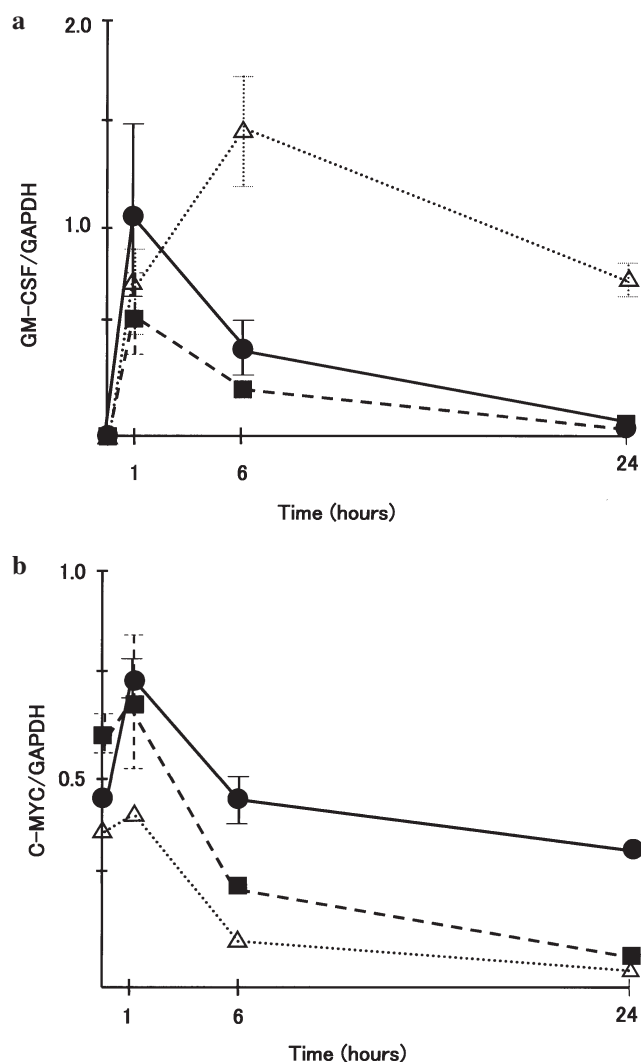 a
2.0
1.0
GM-CSF/GAPDH
1 6 24
Time (hours)
b
1.0
0.5
C-MYC/GAPDH
1 6 24
Time (hours)